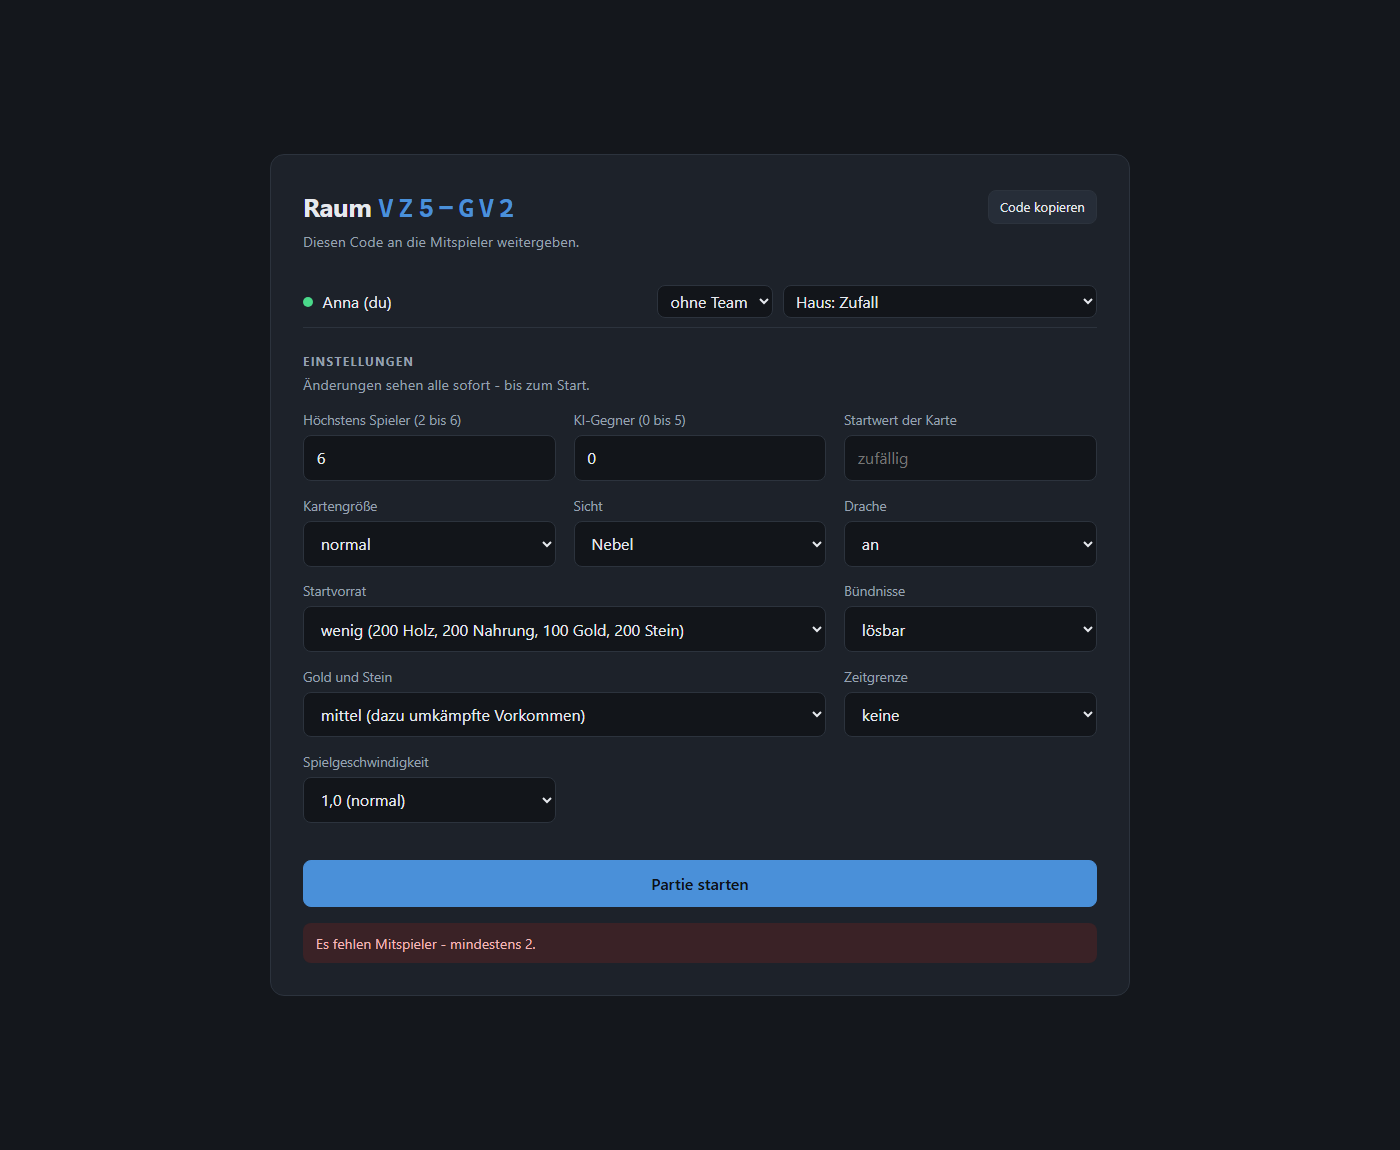 Raum VZ5-GV2
Code kopieren
Diesen Code an die Mitspieler weitergeben.
Anna (du)
ohne Team
Haus: Zufall
EINSTELLUNGEN
Änderungen sehen alle sofort - bis zum Start.
Höchstens Spieler (2 bis 6)
KI-Gegner (0 bis 5)
Startwert der Karte
6
0
zufällig
Kartengröße
Sicht
Drache
normal
Nebel
an
Startvorrat
Bündnisse
wenig (200 Holz, 200 Nahrung, 100 Gold, 200 Stein)
lösbar
Gold und Stein
Zeitgrenze
mittel (dazu umkämpfte Vorkommen)
keine
Spielgeschwindigkeit
1,0 (normal)
Partie starten
Es fehlen Mitspieler - mindestens 2.